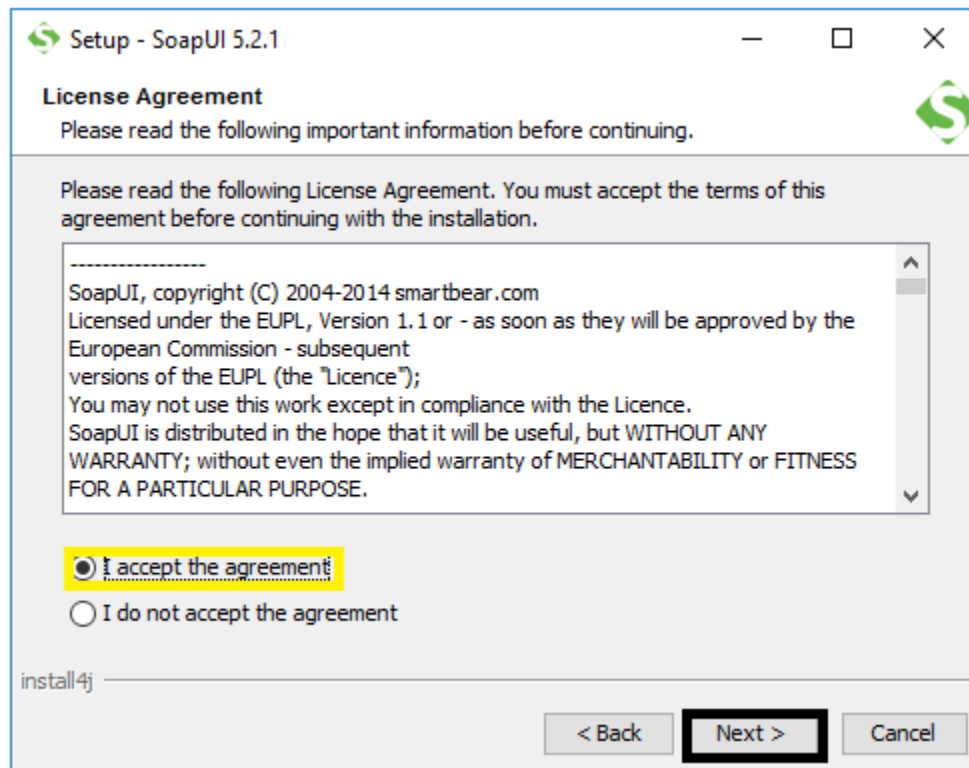 Setup - SoapUI 5.2.1
License Agreement
Please read the following important information before continuing.
Please read the following License Agreement. You must accept the terms of this
agreement before continuing with the installation.
-----------------
SoapUI, copyright (C) 2004-2014 smartbear.com
Licensed under the EUPL, Version 1.1 or - as soon as they will be approved by the
European Commission - subsequent
versions of the EUPL (the "Licence");
You may not use this work except in compliance with the Licence.
SoapUI is distributed in the hope that it will be useful, but WITHOUT ANY
WARRANTY; without even the implied warranty of MERCHANTABILITY or FITNESS
FOR A PARTICULAR PURPOSE.
I accept the agreement
I do not accept the agreement
install4j
< Back Next > Cancel